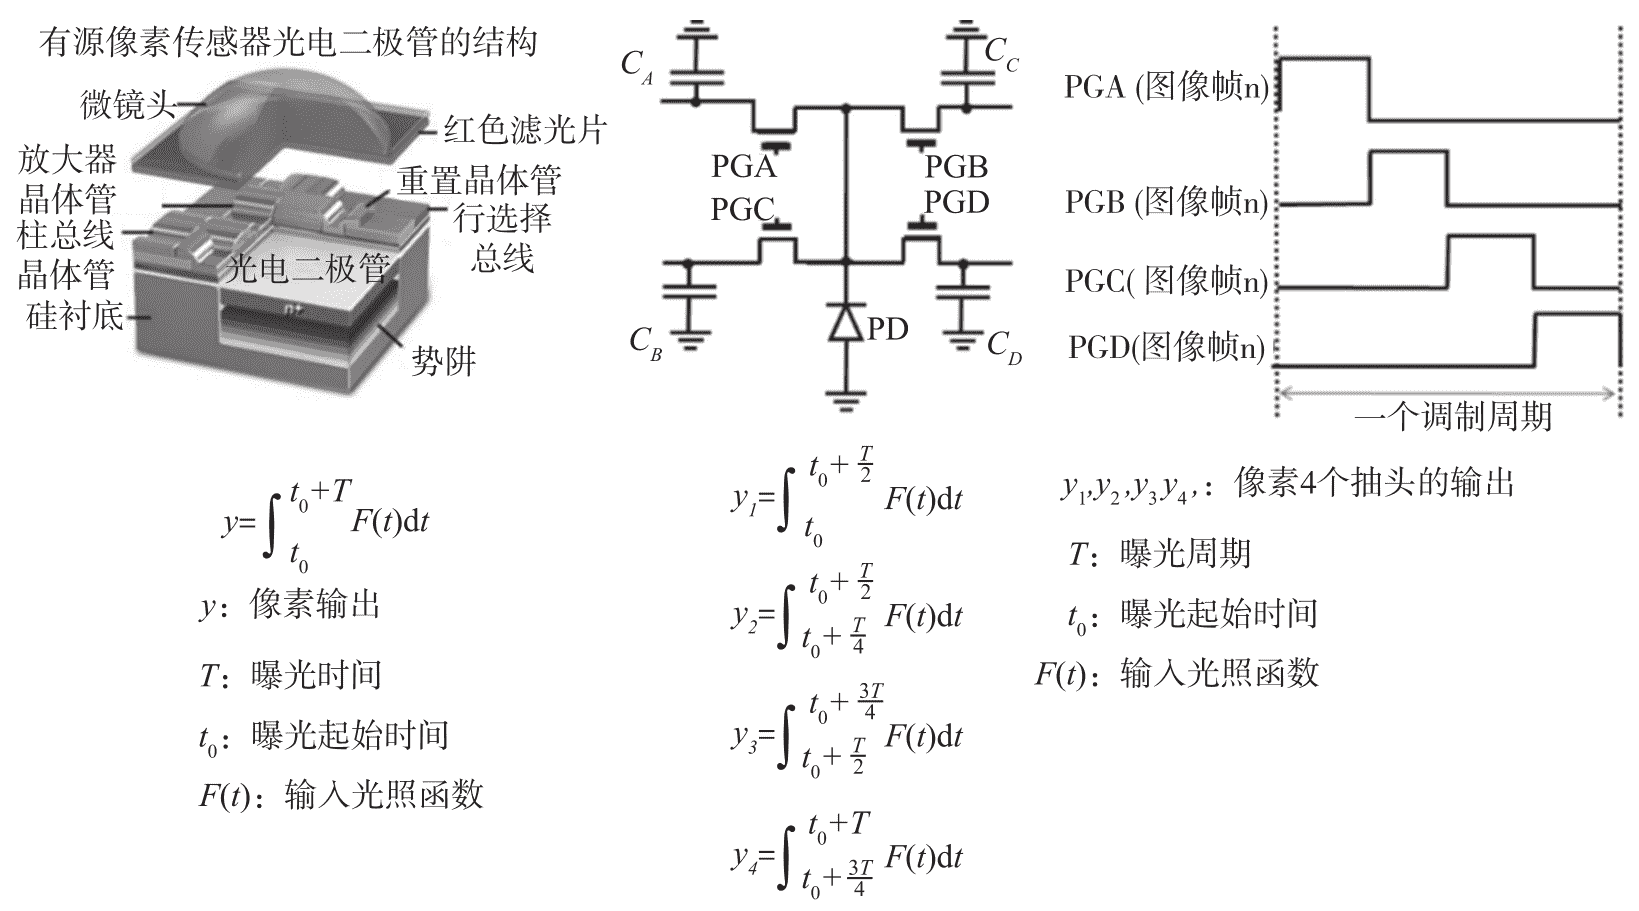 有源像素传感器光电二极管的结构
微镜头
红色滤光片
放大器
晶体管
重置晶体管
柱总线
晶体管
行选择
总线
光电二极管
硅衬底
n+
势阱
C_A
C_C
PGA
PGB
PGC
PGD
C_B
PD
C_D
PGA (图像帧n)
PGB (图像帧n)
PGC( 图像帧n)
PGD(图像帧n)
一个调制周期
y=∫_{t_0}^{t_0+T} F(t)dt
y：像素输出
T：曝光时间
t_0：曝光起始时间
F(t)：输入光照函数
y_1=∫_{t_0}^{t_0+T/2} F(t)dt
y_2=∫_{t_0+T/4}^{t_0+T/2} F(t)dt
y_3=∫_{t_0+T/2}^{t_0+3T/4} F(t)dt
y_4=∫_{t_0+3T/4}^{t_0+T} F(t)dt
y_1,y_2,y_3y_4,：像素4个抽头的输出
T：曝光周期
t_0：曝光起始时间
F(t)：输入光照函数